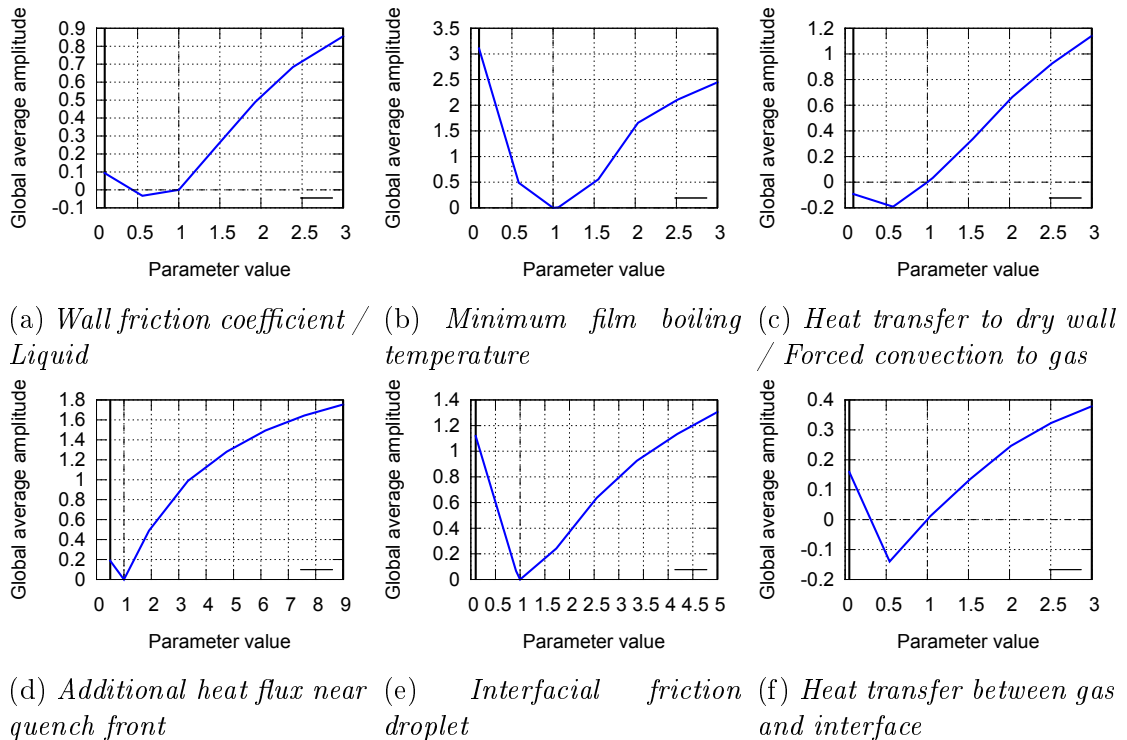 Global average amplitude
0.9
0.8
0.7
0.6
0.5
0.4
0.3
0.2
0.1
0
-0.1
0 0.5 1 1.5 2 2.5 3
Parameter value
(a) Wall friction coefficient / Liquid
Global average amplitude
3.5
3
2.5
2
1.5
1
0.5
0
0 0.5 1 1.5 2 2.5 3
Parameter value
(b) Minimum film boiling temperature
Global average amplitude
1.2
1
0.8
0.6
0.4
0.2
0
-0.2
0 0.5 1 1.5 2 2.5 3
Parameter value
(c) Heat transfer to dry wall / Forced convection to gas
Global average amplitude
1.8
1.6
1.4
1.2
1
0.8
0.6
0.4
0.2
0
0 1 2 3 4 5 6 7 8 9
Parameter value
(d) Additional heat flux near quench front
Global average amplitude
1.4
1.2
1
0.8
0.6
0.4
0.2
0
0 0.5 1 1.5 2 2.5 3 3.5 4 4.5 5
Parameter value
(e) Interfacial friction droplet
Global average amplitude
0.4
0.3
0.2
0.1
0
-0.1
-0.2
0 0.5 1 1.5 2 2.5 3
Parameter value
(f) Heat transfer between gas and interface